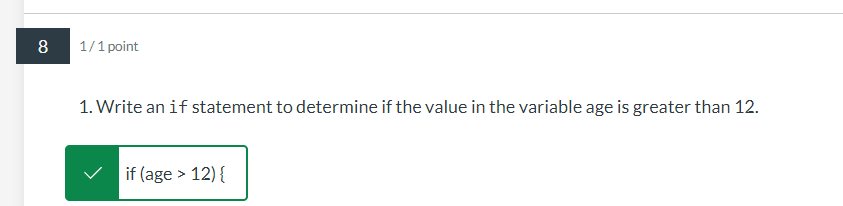 8
1 / 1 point
1. Write an if statement to determine if the value in the variable age is greater than 12.
if (age > 12) {